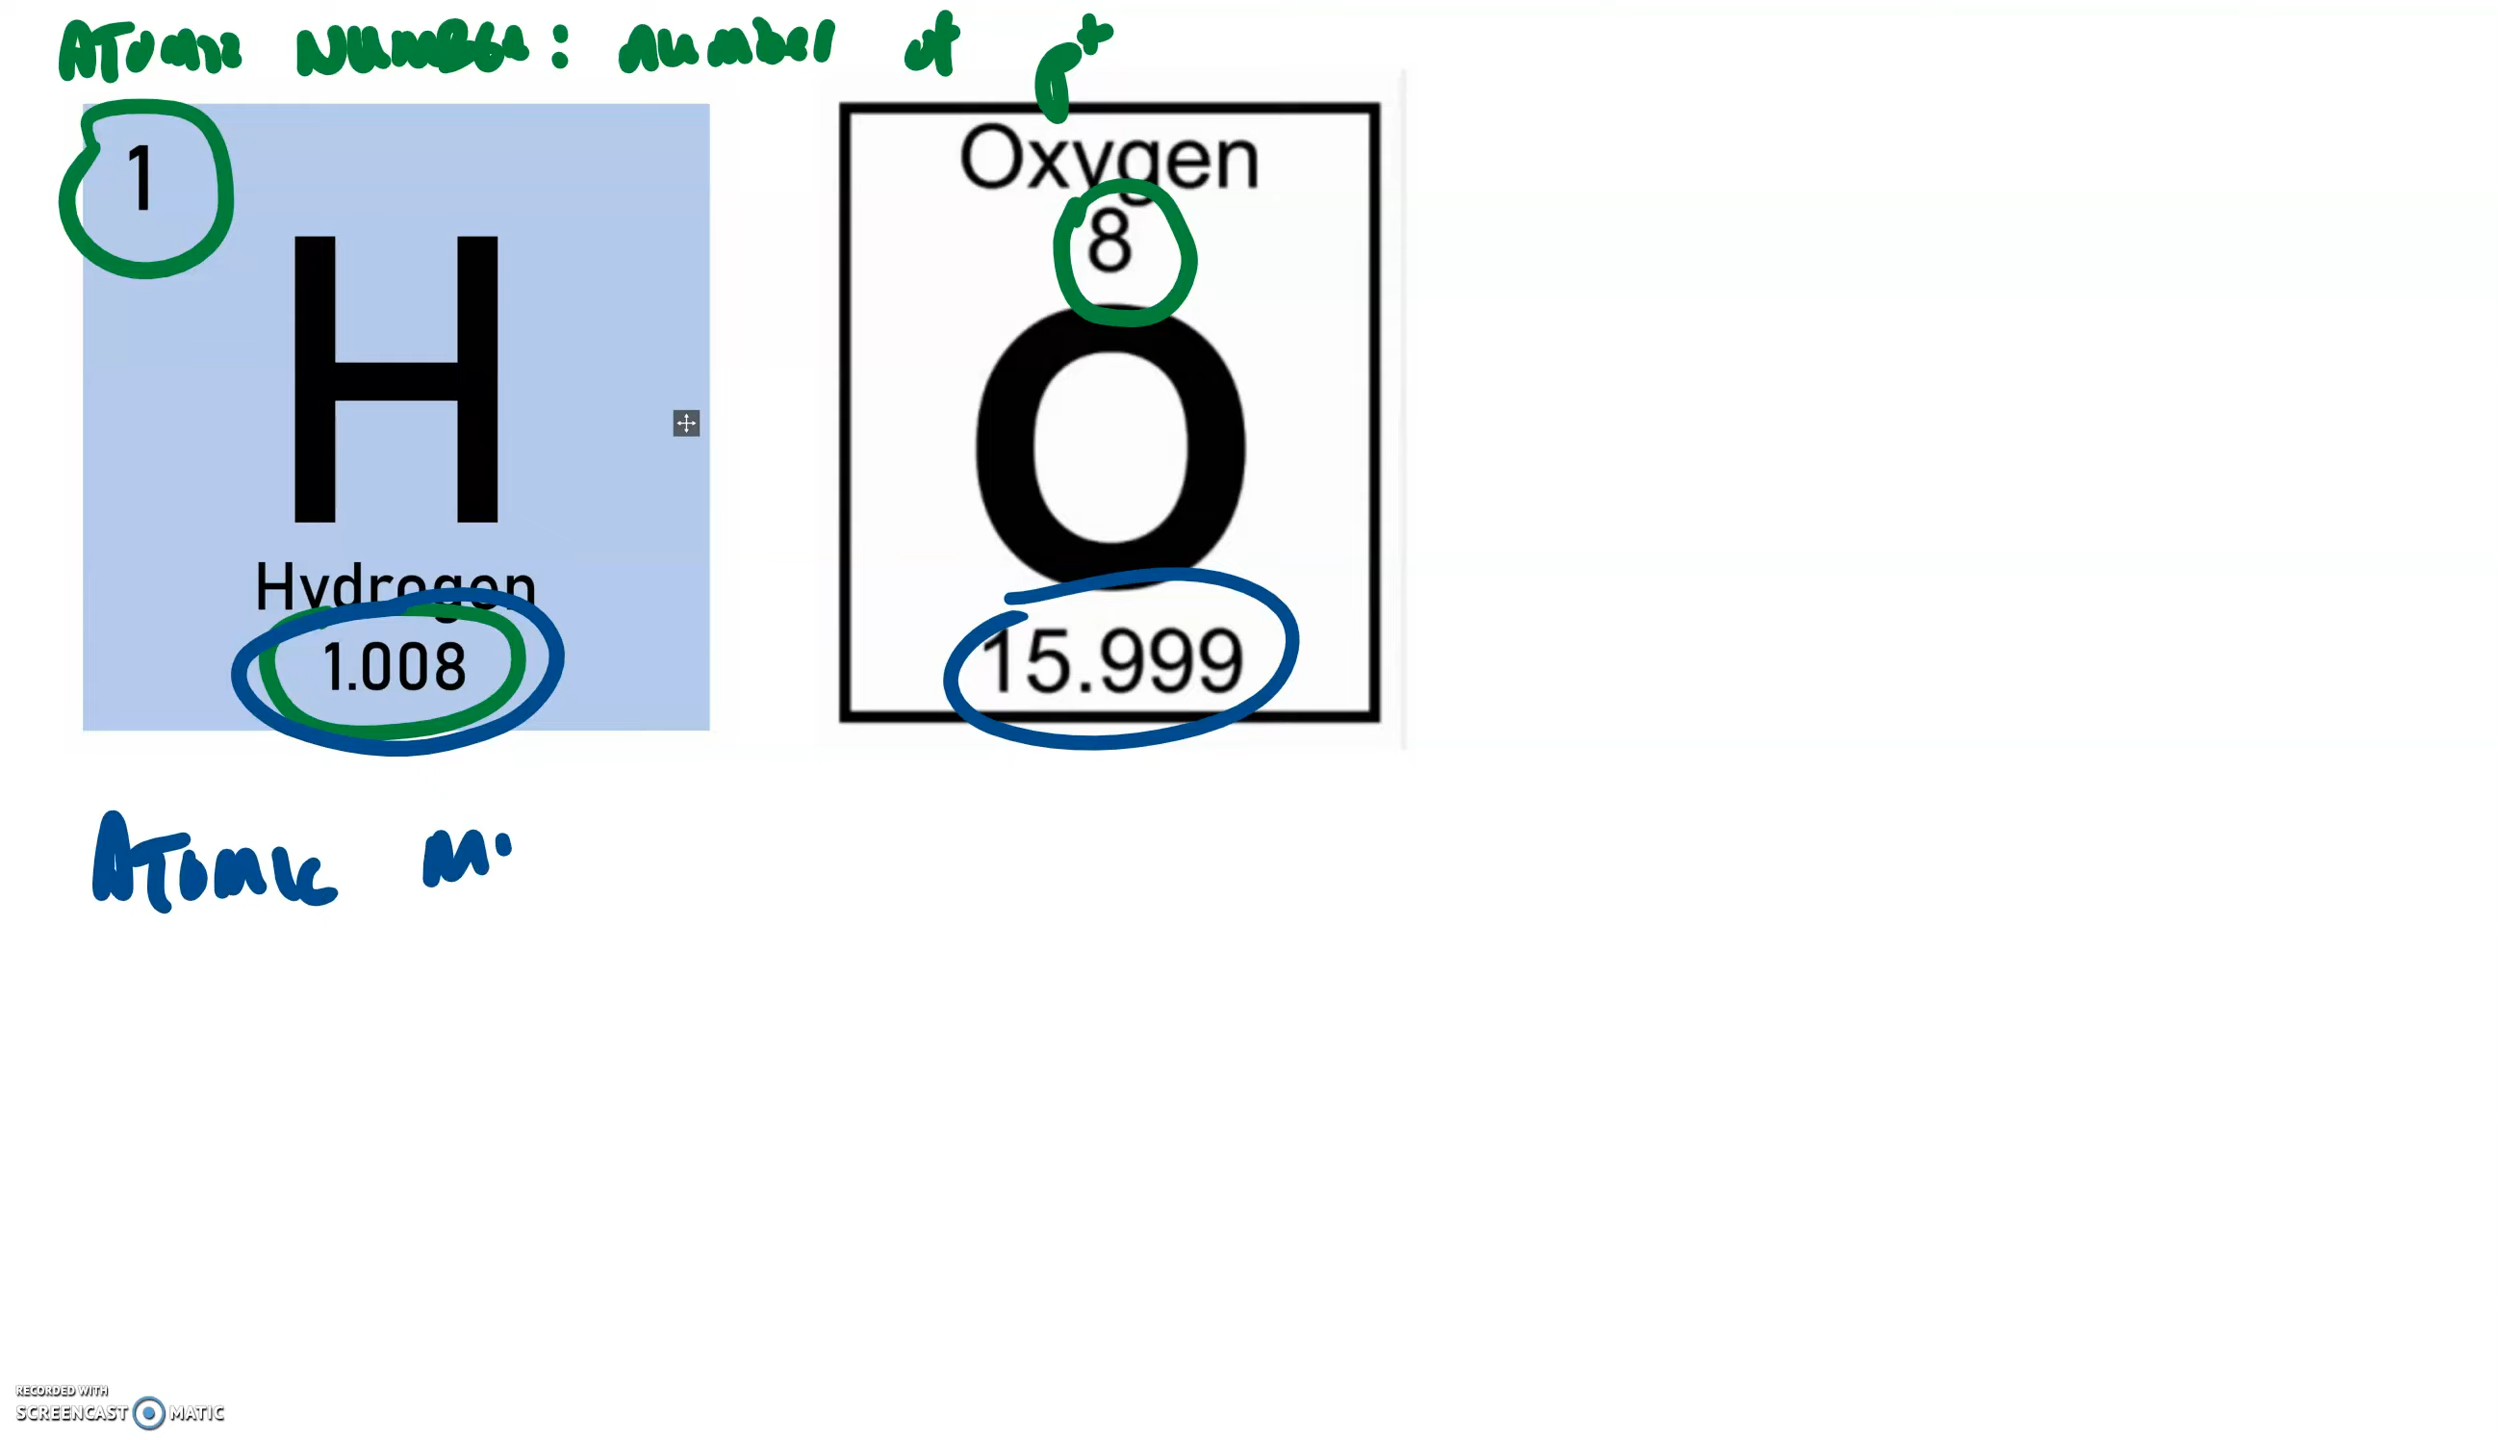 Atomic Number: number of p+
1
H
Hydrogen
1.008
Oxygen
8
O
15.999
Atomic M
RECORDED WITH
SCREENCAST MATIC